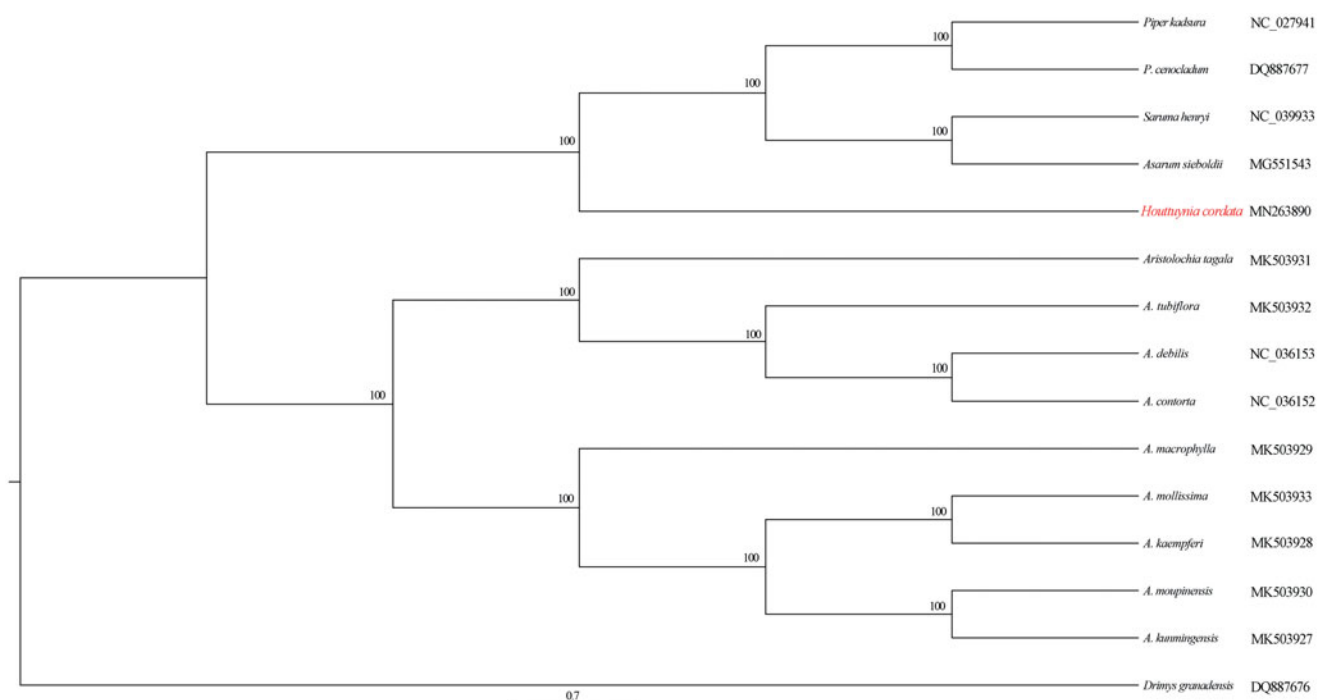 Piper kadsura NC_027941
100
P. cenocladum DQ887677
100
Saruma henryi NC_039933
100
100
Asarum sieboldii MG551543
Houttuynia cordata MN263890
Aristolochia tagala MK503931
100
A. tubiflora MK503932
100
A. debilis NC_036153
100
100
A. contorta NC_036152
A. macrophylla MK503929
100
A. mollissima MK503933
100
A. kaempferi MK503928
100
A. moupinensis MK503930
100
A. kunmingensis MK503927
Drimys granadensis DQ887676
0.7